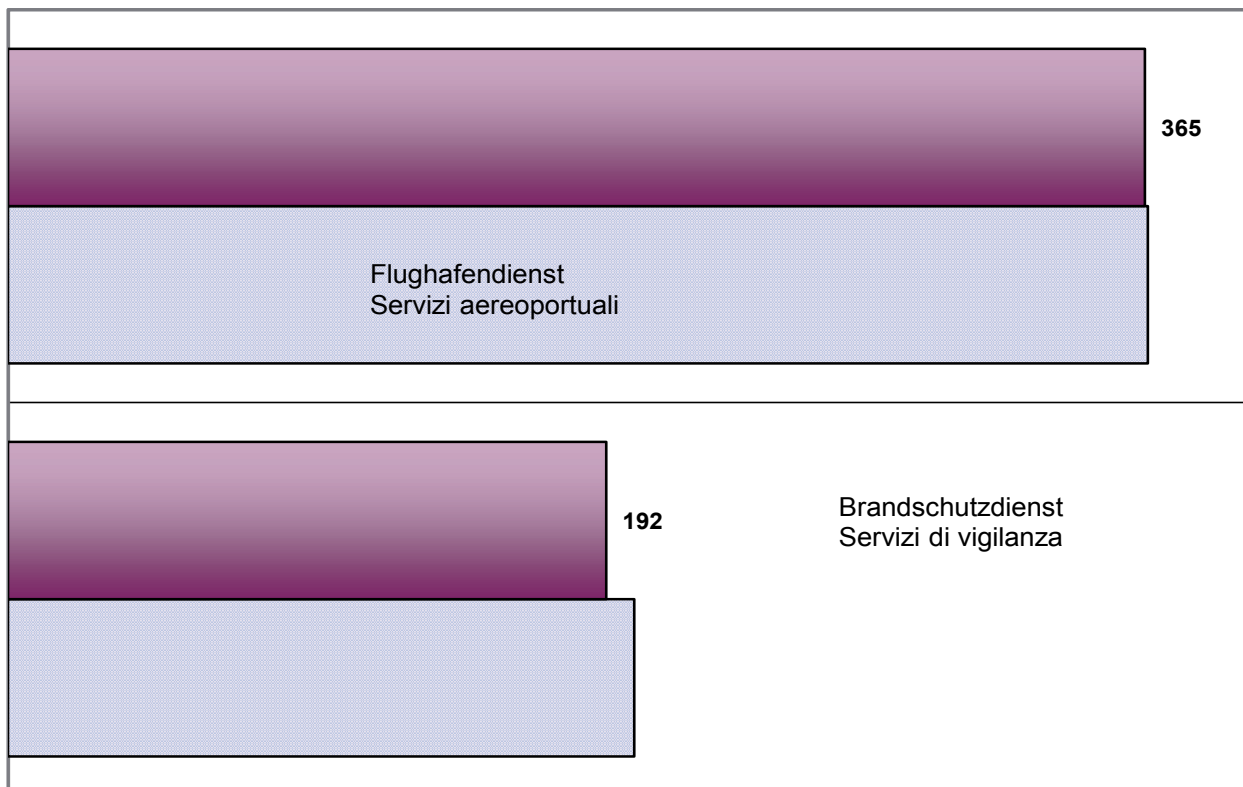 365
Flughafendienst
Servizi aereoportuali
192
Brandschutzdienst
Servizi di vigilanza